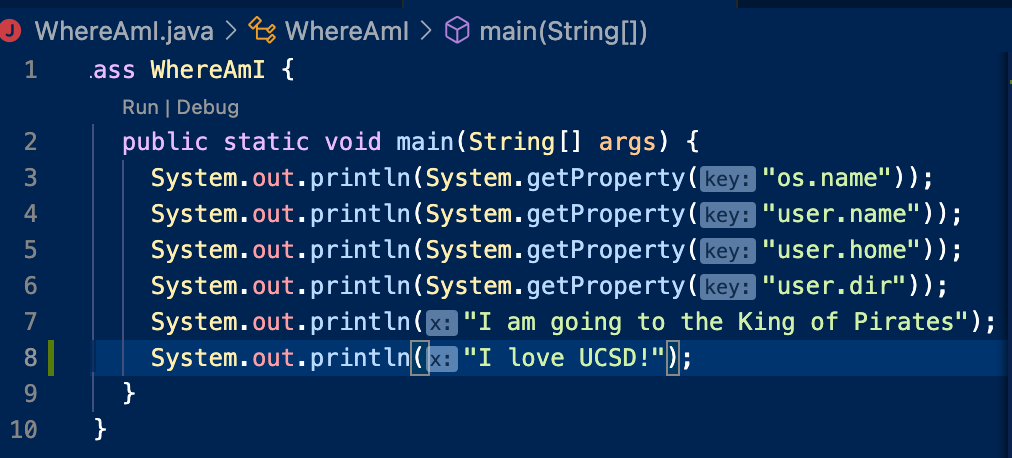 J WhereAmI.java > WhereAmI > main(String[])
1 .ass WhereAmI {
Run | Debug
2 public static void main(String[] args) {
3 System.out.println(System.getProperty(key:"os.name"));
4 System.out.println(System.getProperty(key:"user.name"));
5 System.out.println(System.getProperty(key:"user.home"));
6 System.out.println(System.getProperty(key:"user.dir"));
7 System.out.println(x:"I am going to the King of Pirates");
8 System.out.println(x:"I love UCSD!");
9 }
10 }